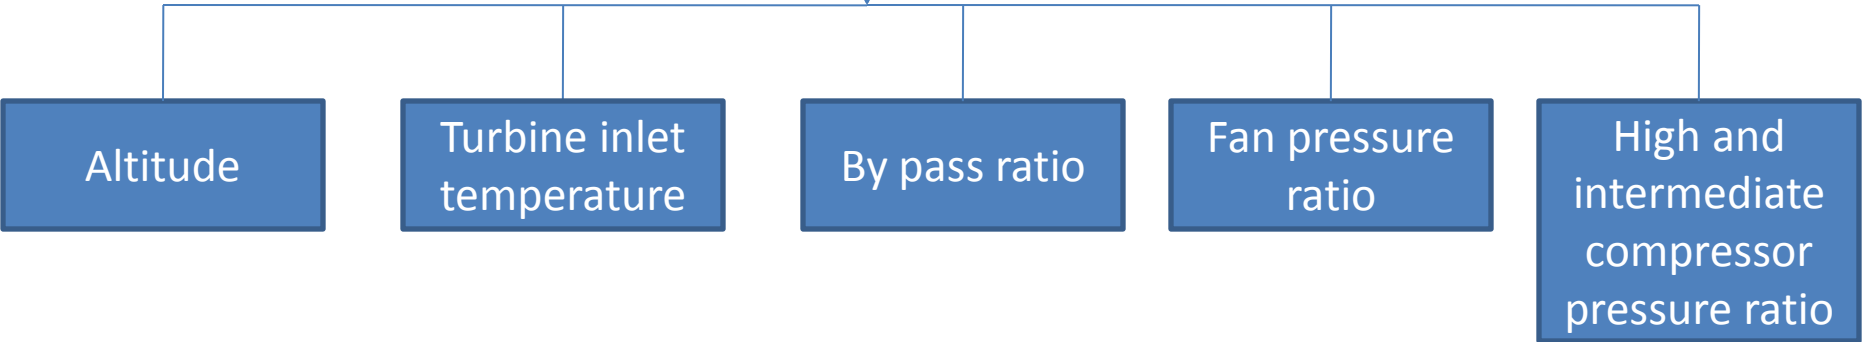 Altitude
Turbine inlet
temperature
By pass ratio
Fan pressure
ratio
High and
intermediate
compressor
pressure ratio